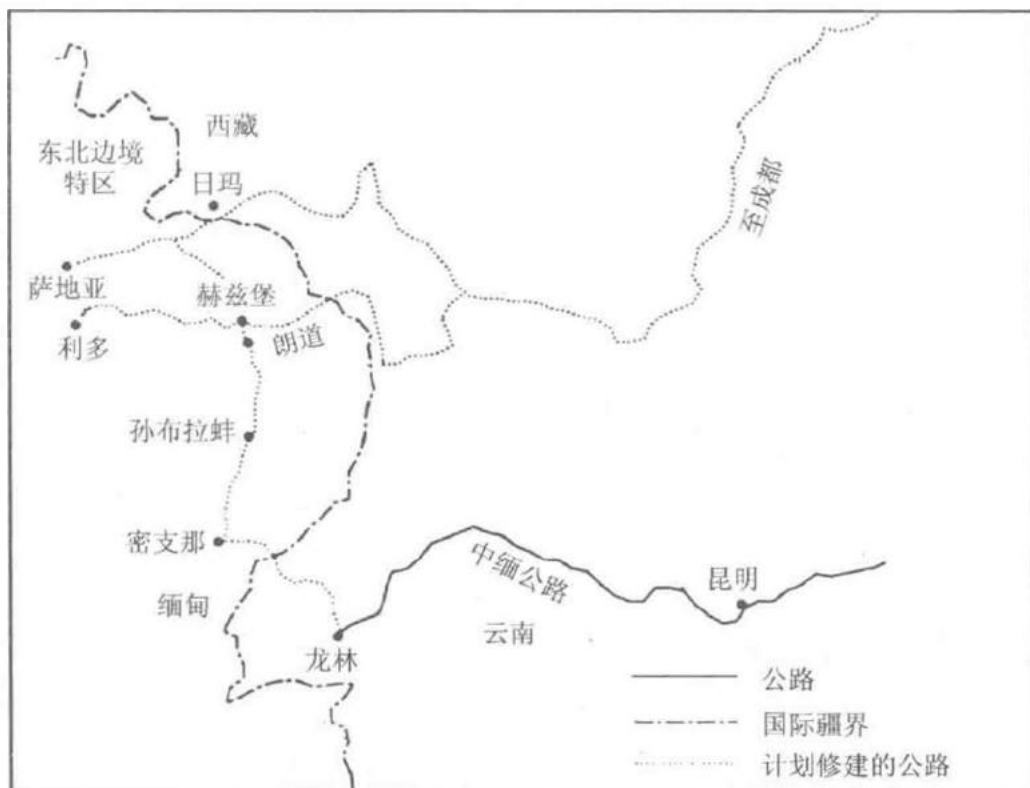 西藏
东北边境
特区
日玛
至成都
萨地亚
赫兹堡
利多
朗道
孙布拉蚌
密支那
中缅公路
昆明
缅甸
云南
龙林
公路
国际疆界
计划修建的公路